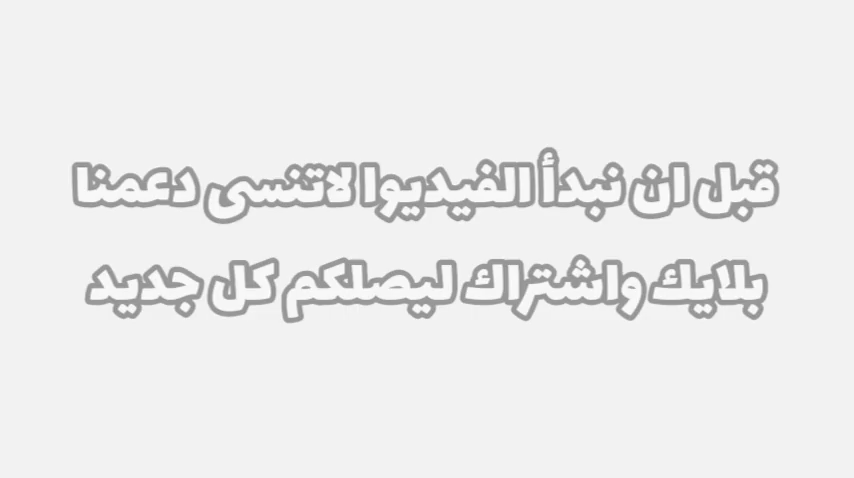 قبل ان نبدأ الفيديوا لاتنسى دعمنا
بلايك واشتراك ليصلكم كل جديد